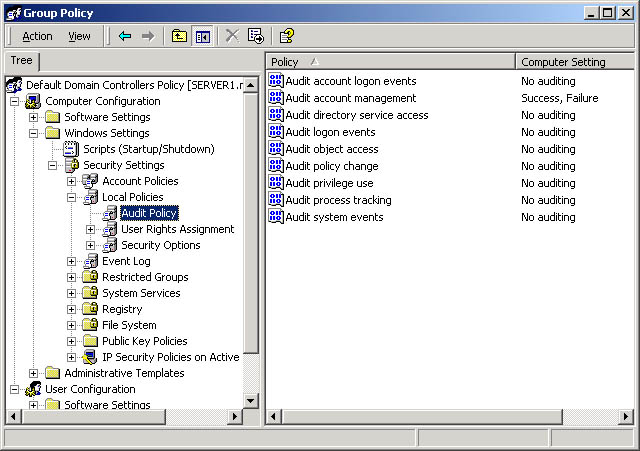 Group Policy
Action View
Tree
Default Domain Controllers Policy [SERVER1.r
Computer Configuration
Software Settings
Windows Settings
Scripts (Startup/Shutdown)
Security Settings
Account Policies
Local Policies
Audit Policy
User Rights Assignment
Security Options
Event Log
Restricted Groups
System Services
Registry
File System
Public Key Policies
IP Security Policies on Active
Administrative Templates
User Configuration
Software Settings
Policy Computer Setting
Audit account logon events No auditing
Audit account management Success, Failure
Audit directory service access No auditing
Audit logon events No auditing
Audit object access No auditing
Audit policy change No auditing
Audit privilege use No auditing
Audit process tracking No auditing
Audit system events No auditing